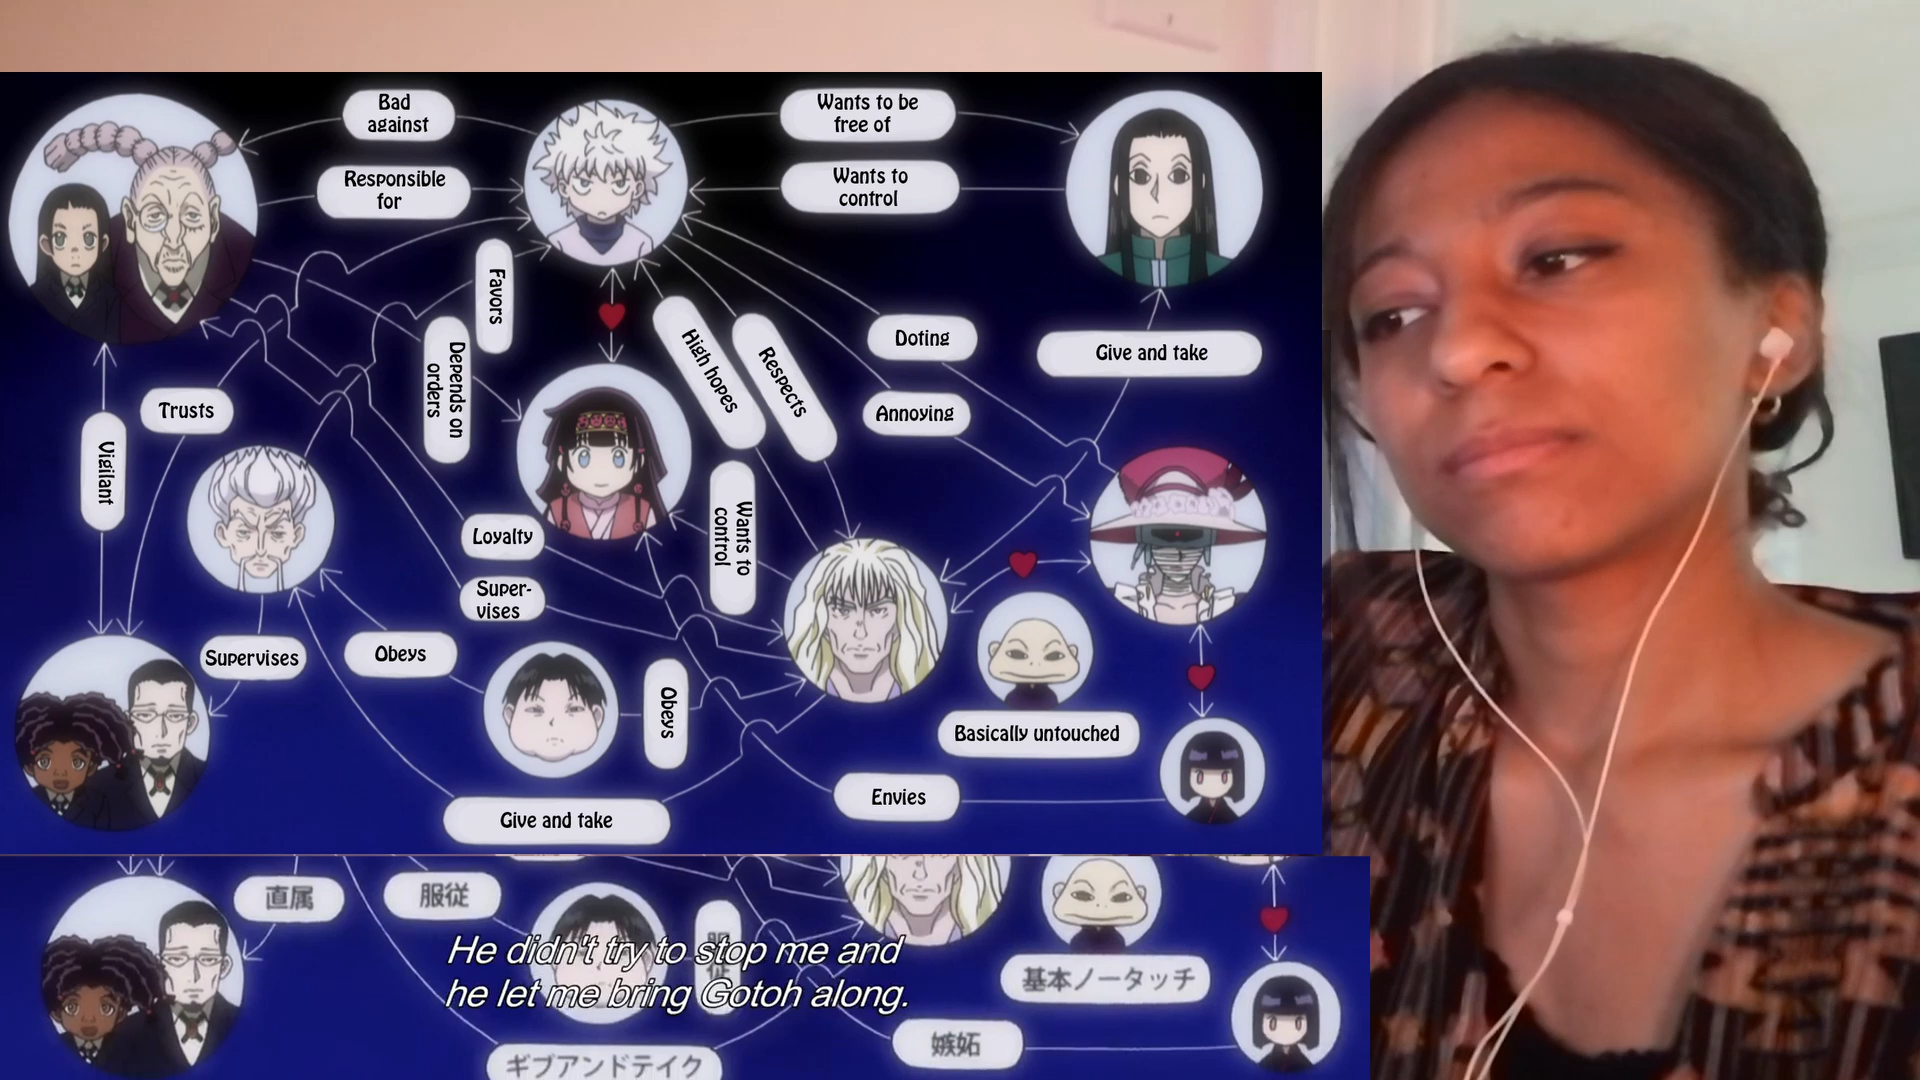 Bad
against
Wants to be
free of
Responsible
for
Wants to
control
Favors
Depends on
orders
High hopes
Respects
Doting
Give and take
Annoying
Trusts
Vigilant
Loyalty
Wants to
control
Super-
vises
Supervises
Obeys
Obeys
Basically untouched
Envies
Give and take
直属
服従
服従
He didn't try to stop me and
he let me bring Gotoh along.
基本ノータッチ
嫉妬
ギブアンドテイク